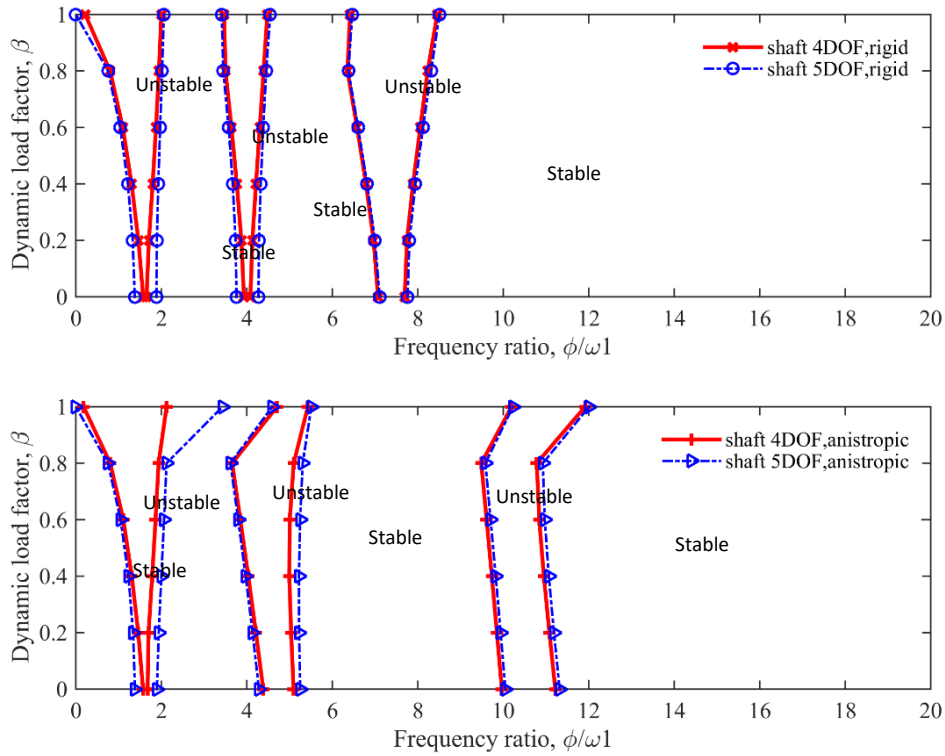 1
0.8
0.6
0.4
0.2
0
Dynamic load factor, β
Unstable
Unstable
Unstable
Stable
Stable
Stable
shaft 4DOF,rigid
shaft 5DOF,rigid
0 2 4 6 8 10 12 14 16 18 20
Frequency ratio, ϕ/ω1
1
0.8
0.6
0.4
0.2
0
Dynamic load factor, β
Unstable
Unstable
Unstable
Stable
Stable
Stable
shaft 4DOF,anistropic
shaft 5DOF,anistropic
0 2 4 6 8 10 12 14 16 18 20
Frequency ratio, ϕ/ω1